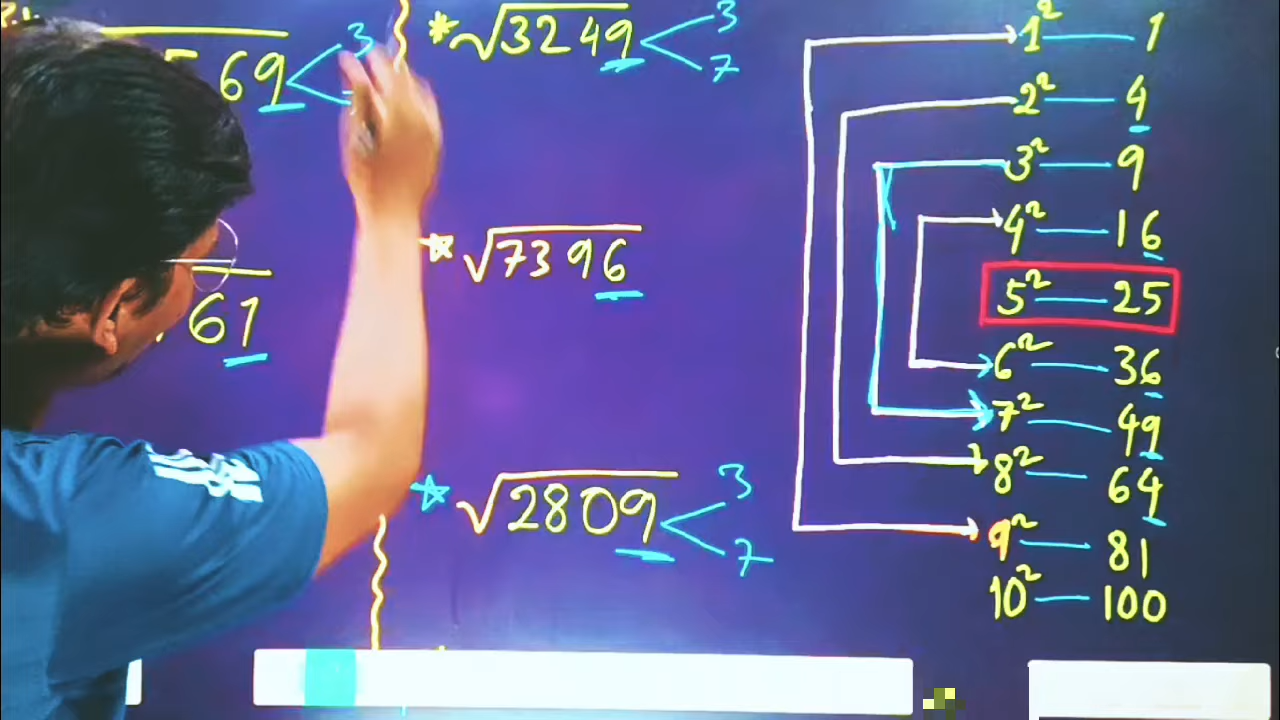 69 < 3
61
* √3249 < 3 7
☆ √7396
☆ √2809 < 3 7
1² — 1
2² — 4
3² — 9
4² — 16
5² — 25
6² — 36
7² — 49
8² — 64
9² — 81
10² — 100